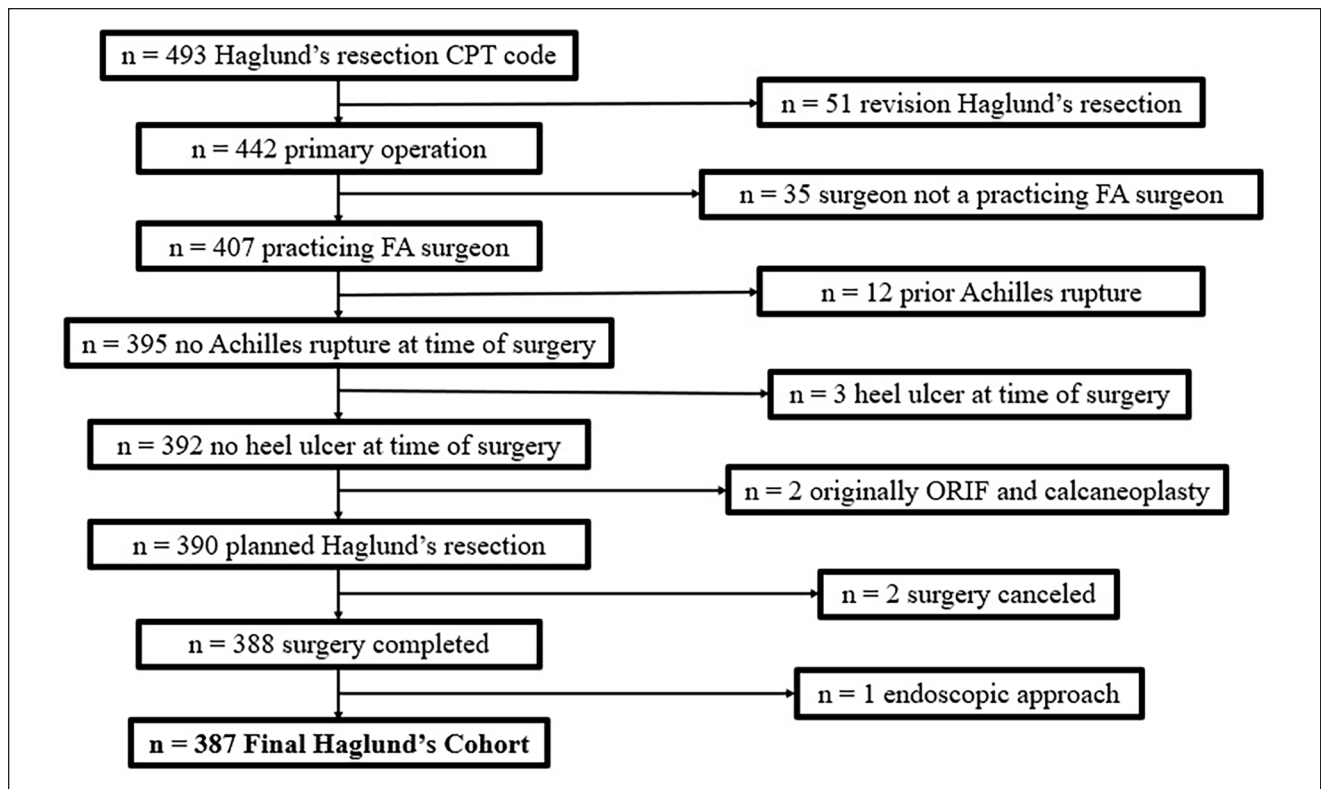 n = 493 Haglund’s resection CPT code
n = 51 revision Haglund’s resection
n = 442 primary operation
n = 35 surgeon not a practicing FA surgeon
n = 407 practicing FA surgeon
n = 12 prior Achilles rupture
n = 395 no Achilles rupture at time of surgery
n = 3 heel ulcer at time of surgery
n = 392 no heel ulcer at time of surgery
n = 2 originally ORIF and calcaneoplasty
n = 390 planned Haglund’s resection
n = 2 surgery canceled
n = 388 surgery completed
n = 1 endoscopic approach
n = 387 Final Haglund’s Cohort